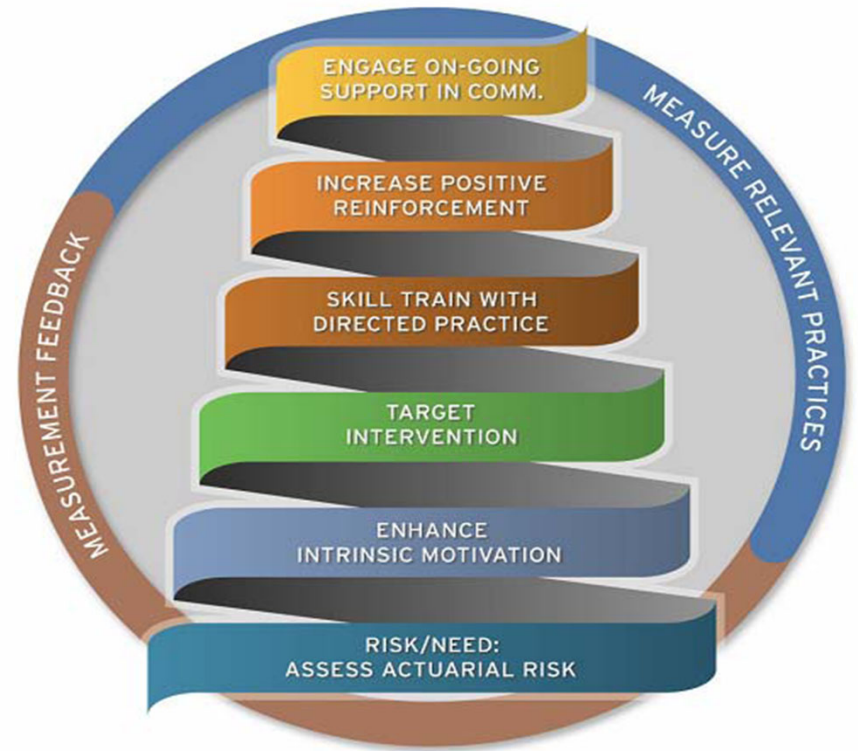 ENGAGE ON-GOING
SUPPORT IN COMM.
INCREASE POSITIVE
REINFORCEMENT
SKILL TRAIN WITH
DIRECTED PRACTICE
TARGET
INTERVENTION
ENHANCE
INTRINSIC MOTIVATION
RISK/NEED:
ASSESS ACTUARIAL RISK
MEASUREMENT FEEDBACK
MEASURE RELEVANT PRACTICES